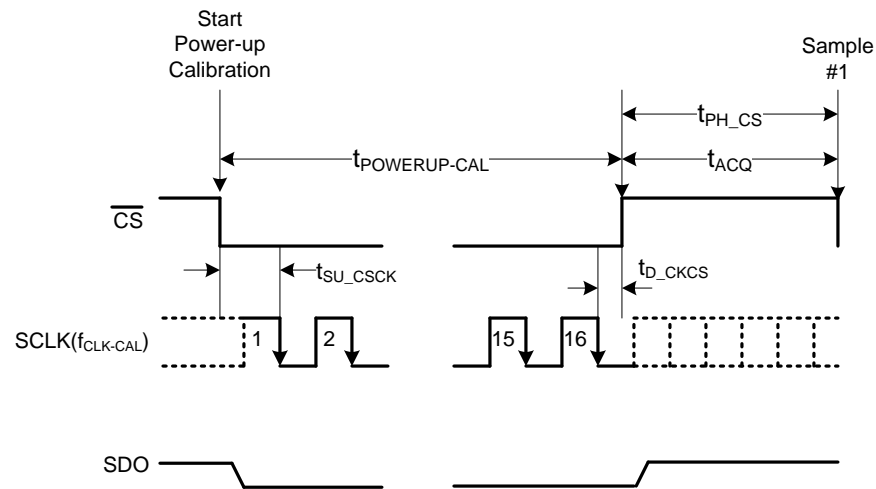 Start
Power-up
Calibration
Sample
#1
tPH_CS
tPOWERUP-CAL
tACQ
CS
tSU_CSCK
tD_CKCS
SCLK(fCLK-CAL)
1
2
15
16
SDO